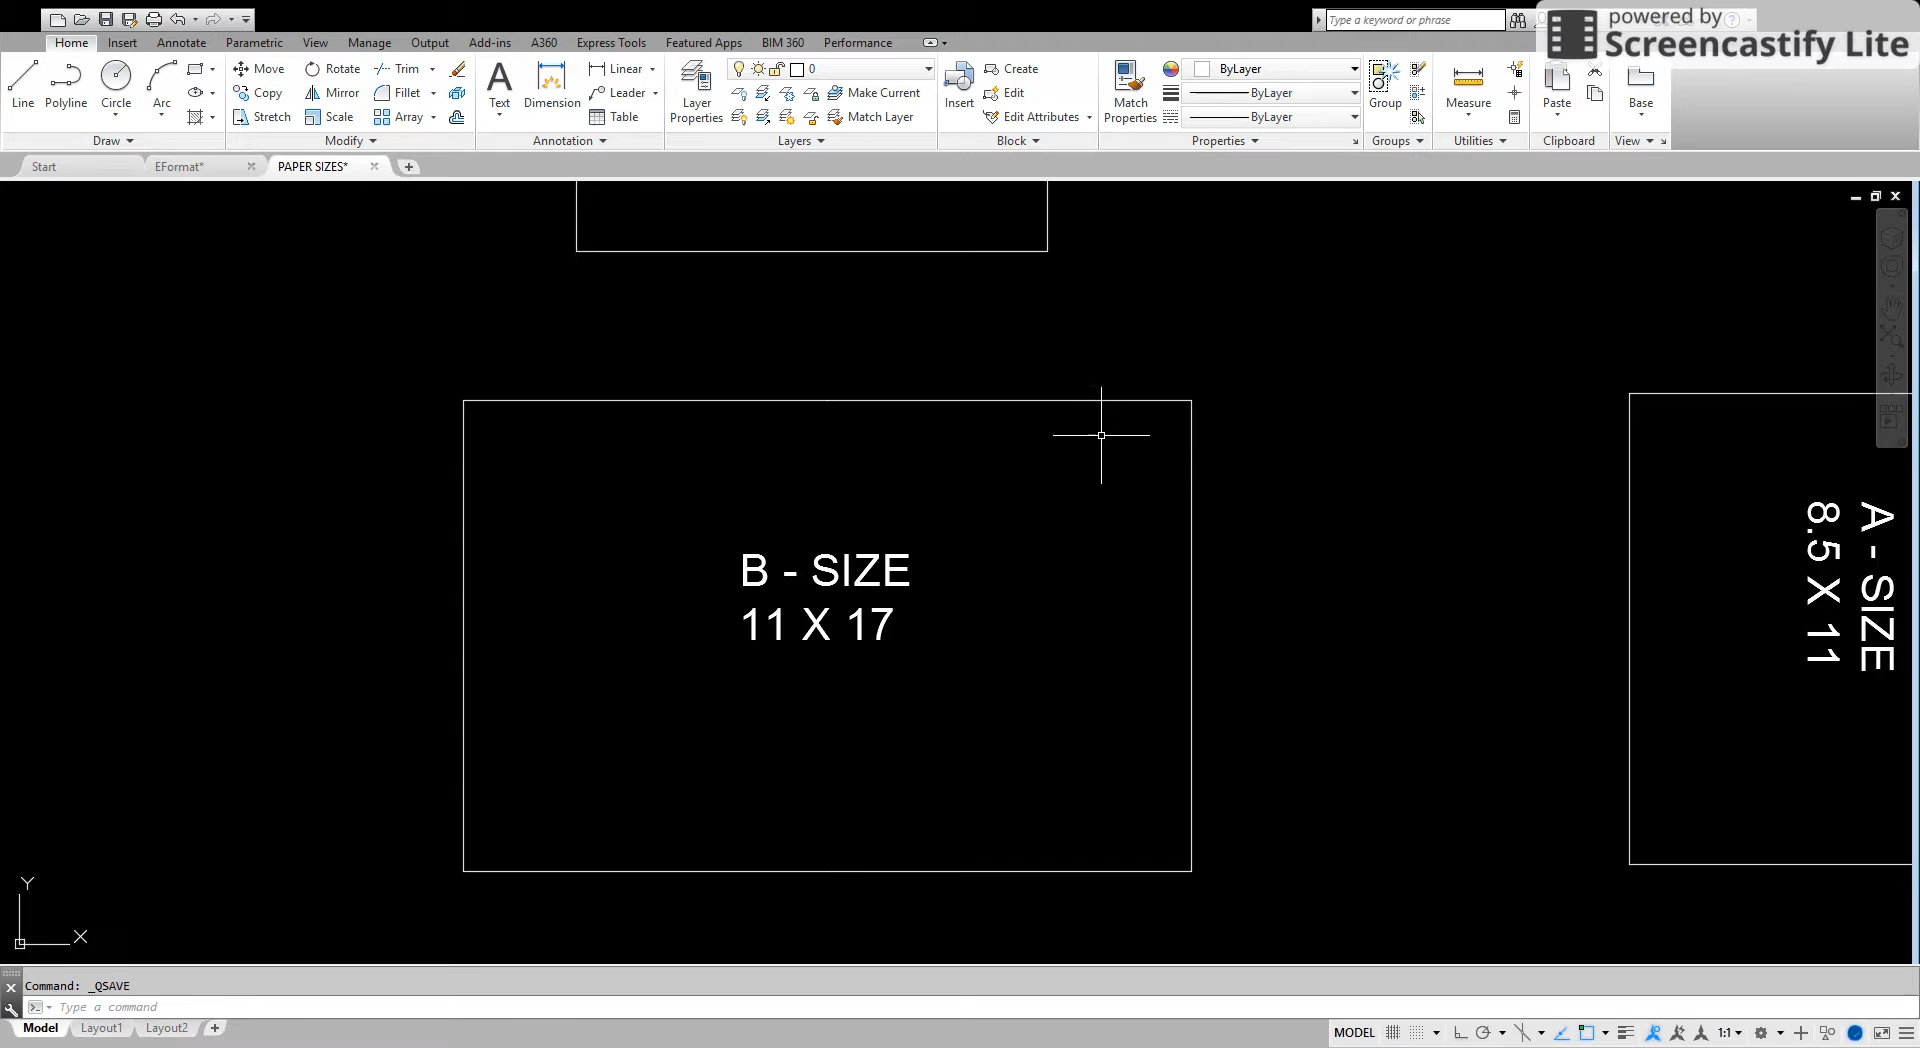 Type a keyword or phrase
powered by
Screencastify Lite
Home Insert Annotate Parametric View Manage Output Add-ins A360 Express Tools Featured Apps BIM 360 Performance
Line Polyline Circle Arc
Move Rotate Trim
Copy Mirror Fillet
Stretch Scale Array
Text Dimension
Linear
Leader
Table
Layer Properties
0
Make Current
Match Layer
Insert
Create
Edit
Edit Attributes
Match Properties
ByLayer
ByLayer
ByLayer
Group
Measure
Paste
Base
Draw Modify Annotation Layers Block Properties Groups Utilities Clipboard View
Start EFormat* PAPER SIZES*
B - SIZE
11 X 17
A - SIZE
8.5 X 11
Y
X
Command: _QSAVE
Type a command
Model Layout1 Layout2
MODEL 1:1